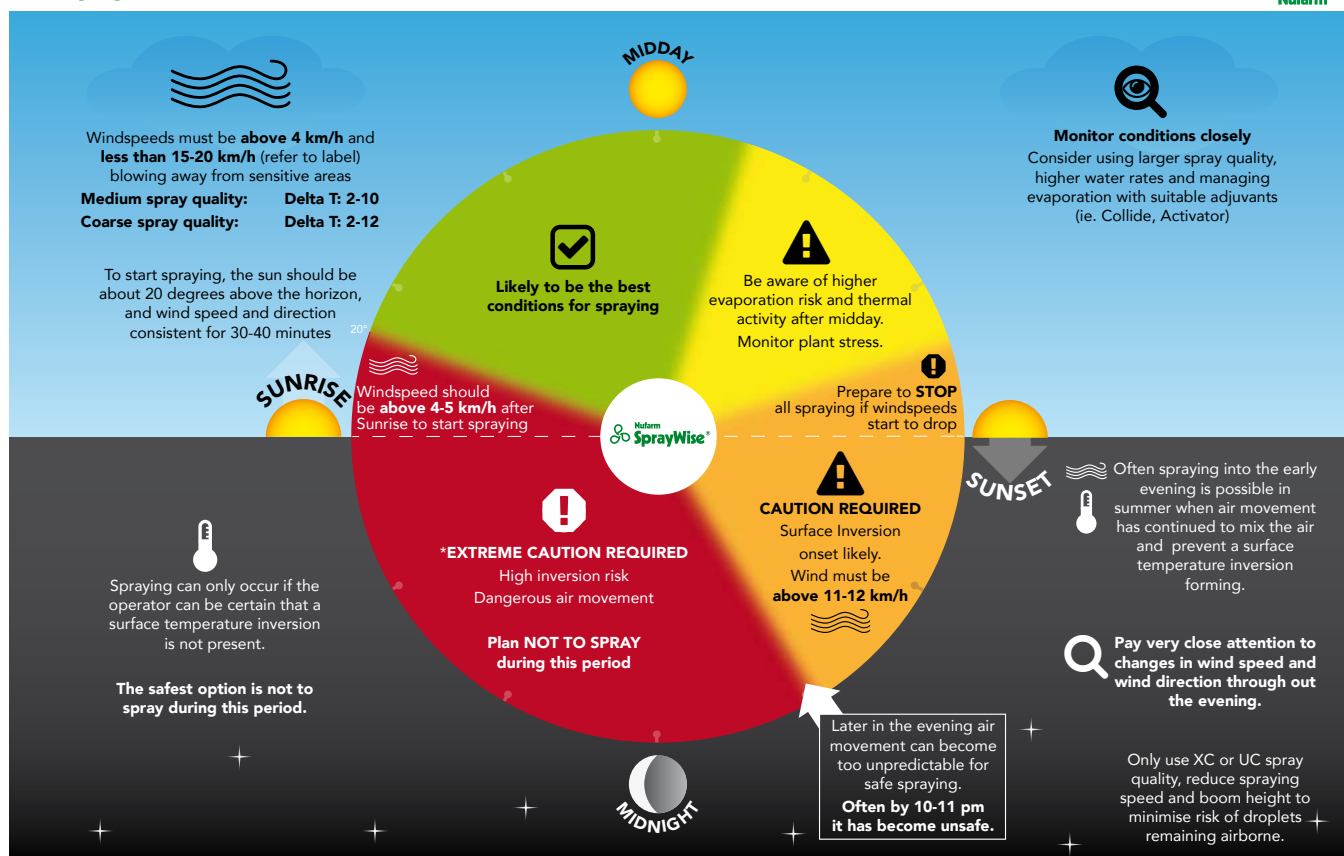 Nufarm
MIDDAY
Windspeeds must be above 4 km/h and
less than 15-20 km/h (refer to label)
blowing away from sensitive areas
Medium spray quality: Delta T: 2-10
Coarse spray quality: Delta T: 2-12
To start spraying, the sun should be
about 20 degrees above the horizon,
and wind speed and direction
consistent for 30-40 minutes
20°
SUNRISE
Monitor conditions closely
Consider using larger spray quality,
higher water rates and managing
evaporation with suitable adjuvants
(ie. Collide, Activator)
Likely to be the best
conditions for spraying
Be aware of higher
evaporation risk and thermal
activity after midday.
Monitor plant stress.
Windspeed should
be above 4-5 km/h after
Sunrise to start spraying
Prepare to STOP
all spraying if windspeeds
start to drop
Nufarm
SprayWise®
SUNSET
*EXTREME CAUTION REQUIRED
High inversion risk
Dangerous air movement
Plan NOT TO SPRAY
during this period
CAUTION REQUIRED
Surface Inversion
onset likely.
Wind must be
above 11-12 km/h
Spraying can only occur if the
operator can be certain that a
surface temperature inversion
is not present.
The safest option is not to
spray during this period.
Often spraying into the early
evening is possible in
summer when air movement
has continued to mix the air
and prevent a surface
temperature inversion
forming.
Pay very close attention to
changes in wind speed and
wind direction through out
the evening.
Later in the evening air
movement can become
too unpredictable for
safe spraying.
Often by 10-11 pm
it has become unsafe.
Only use XC or UC spray
quality, reduce spraying
speed and boom height to
minimise risk of droplets
remaining airborne.
MIDNIGHT